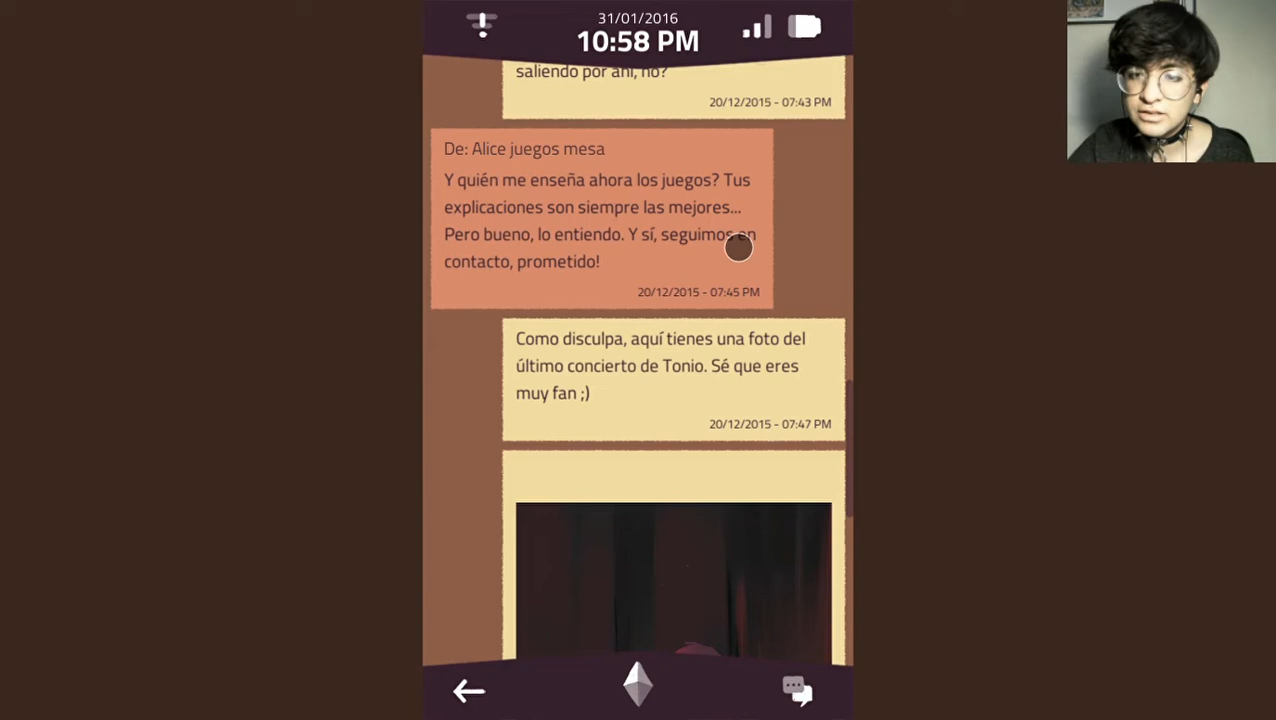 31/01/2016
10:58 PM
saliendo por ahí, no?
20/12/2015 - 07:43 PM
De: Alice juegos mesa
Y quién me enseña ahora los juegos? Tus
explicaciones son siempre las mejores...
Pero bueno, lo entiendo. Y sí, seguimos en
contacto, prometido!
20/12/2015 - 07:45 PM
Como disculpa, aquí tienes una foto del
último concierto de Tonio. Sé que eres
muy fan ;)
20/12/2015 - 07:47 PM